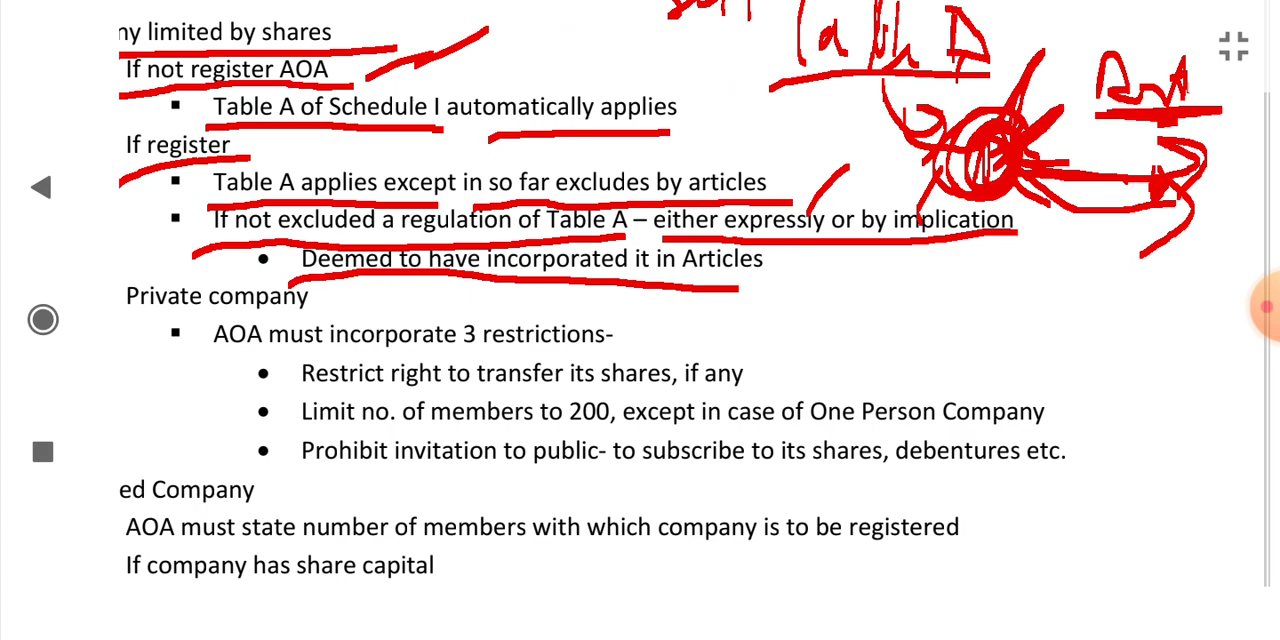 ny limited by shares
If not register AOA
▪ Table A of Schedule I automatically applies
If register
▪ Table A applies except in so far excludes by articles
▪ If not excluded a regulation of Table A – either expressly or by implication
• Deemed to have incorporated it in Articles
Private company
▪ AOA must incorporate 3 restrictions-
• Restrict right to transfer its shares, if any
• Limit no. of members to 200, except in case of One Person Company
• Prohibit invitation to public- to subscribe to its shares, debentures etc.
ed Company
AOA must state number of members with which company is to be registered
If company has share capital